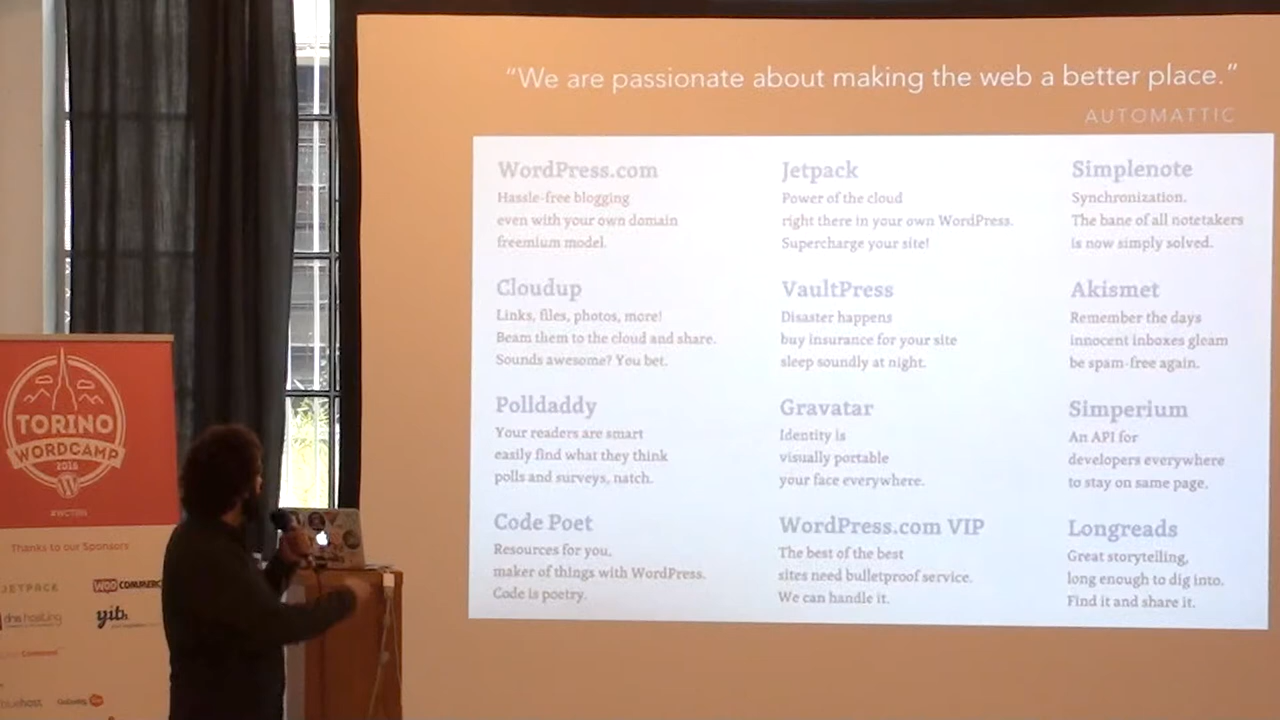 “We are passionate about making the web a better place.”
AUTOMATTIC
WordPress.com
Hassle-free blogging
even with your own domain
freemium model.
Jetpack
Power of the cloud
right there in your own WordPress.
Supercharge your site!
Simplenote
Synchronization.
The bane of all notetakers
is now simply solved.
Cloudup
Links, files, photos, more!
Beam them to the cloud and share.
Sounds awesome? You bet.
VaultPress
Disaster happens
buy insurance for your site
sleep soundly at night.
Akismet
Remember the days
innocent inboxes gleam
be spam-free again.
Polldaddy
Your readers are smart
easily find what they think
polls and surveys, natch.
Gravatar
Identity is
visually portable
your face everywhere.
Simperium
An API for
developers everywhere
to stay on same page.
Code Poet
Resources for you,
maker of things with WordPress.
Code is poetry.
WordPress.com VIP
The best of the best
sites need bulletproof service.
We can handle it.
Longreads
Great storytelling,
long enough to dig into.
Find it and share it.
TORINO
WORDCAMP
2016
Thanks to our Sponsors
JETPACK
WOO COMMERC
dns hosting
yith
bluehost